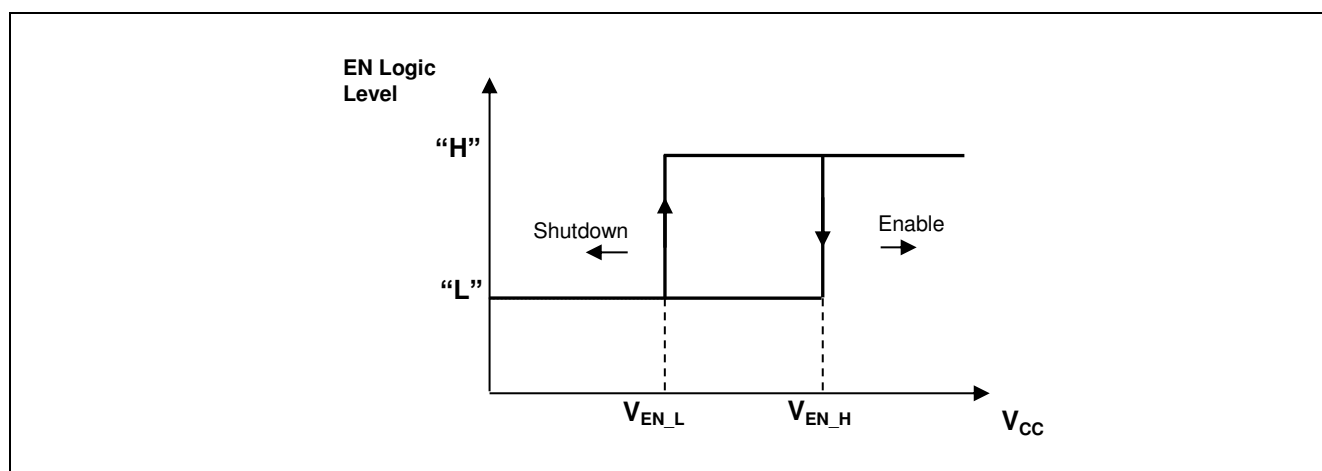 EN Logic
Level
“H”
Shutdown
Enable
“L”
VEN_L
VEN_H
VCC